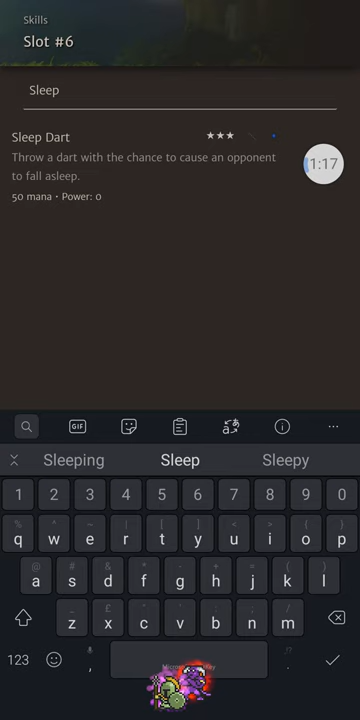 Skills
Slot #6
Sleep
Sleep Dart ★★★
Throw a dart with the chance to cause an opponent
to fall asleep.
1:17
50 mana • Power: 0
GIF
Sleeping Sleep Sleepy
1 2 3 4 5 6 7 8 9 0
% ^ ~ | [ ] < > { }
q w e r t y u i o p
@ # & * - + = ( )
a s d f g h j k l
_ £ " ' : ; /
z x c v b n m
123 , .